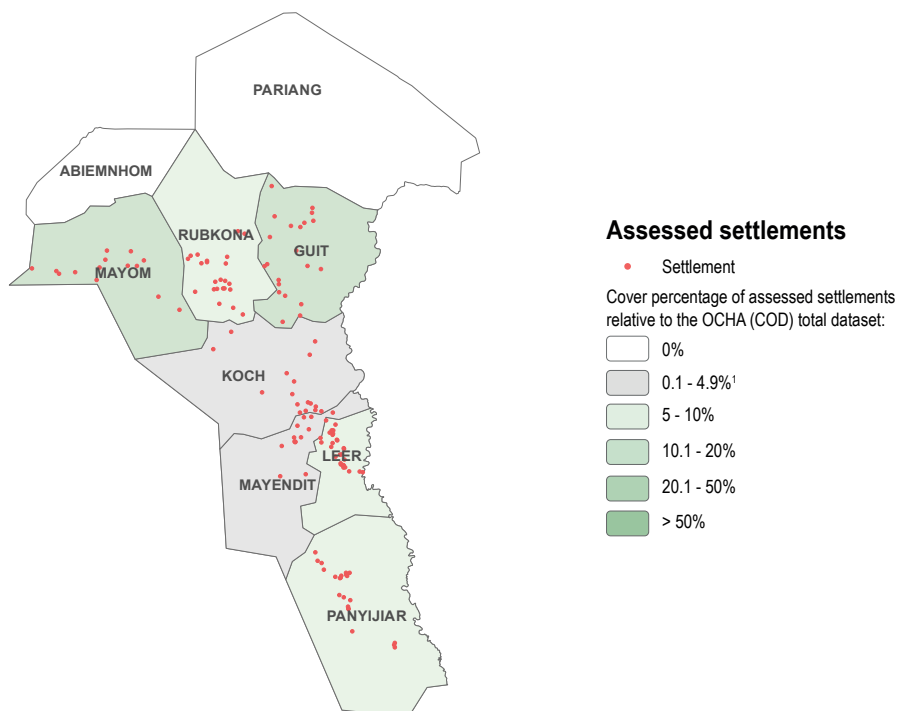 PARIANG
ABIEMNHOM
RUBKONA
GUIT
MAYOM
KOCH
LEER
MAYENDIT
PANYIJIAR
Assessed settlements
Settlement
Cover percentage of assessed settlements
relative to the OCHA (COD) total dataset:
0%
0.1 - 4.9%¹
5 - 10%
10.1 - 20%
20.1 - 50%
> 50%